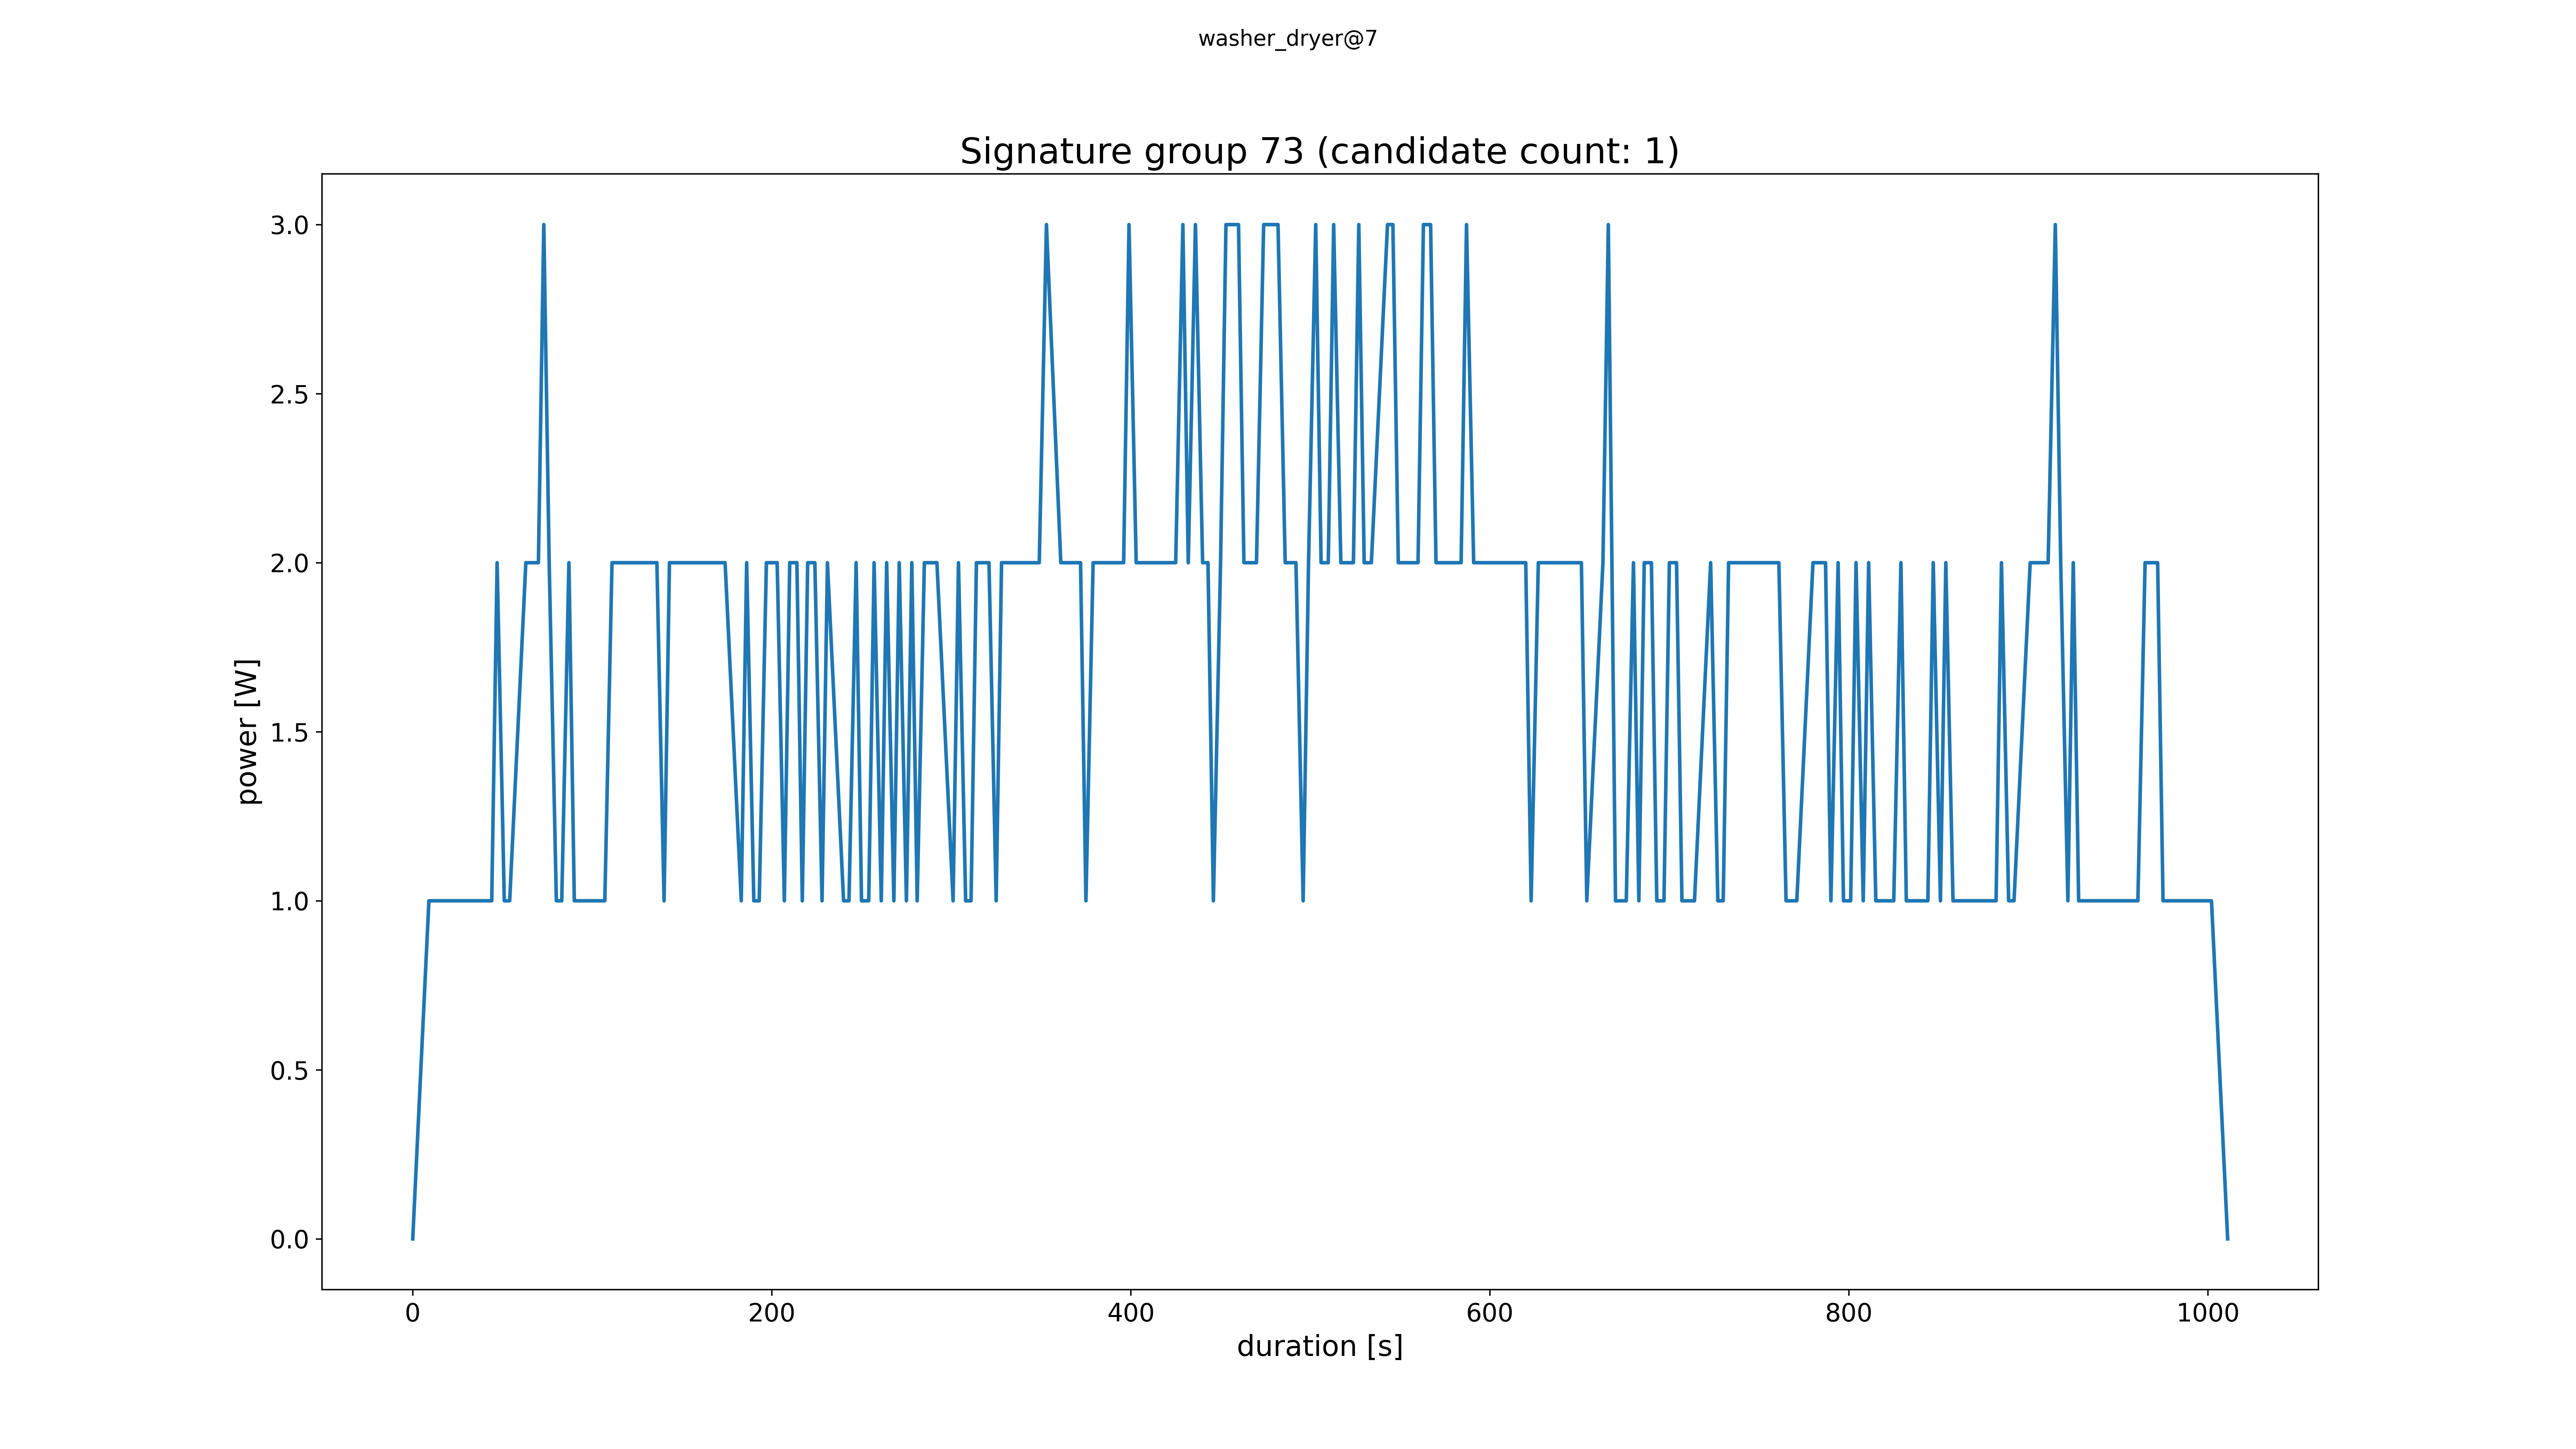 washer_dryer@7
Signature group 73 (candidate count: 1)
3.0
2.5
2.0
1.5
1.0
0.5
0.0
power [W]
0 200 400 600 800 1000
duration [s]